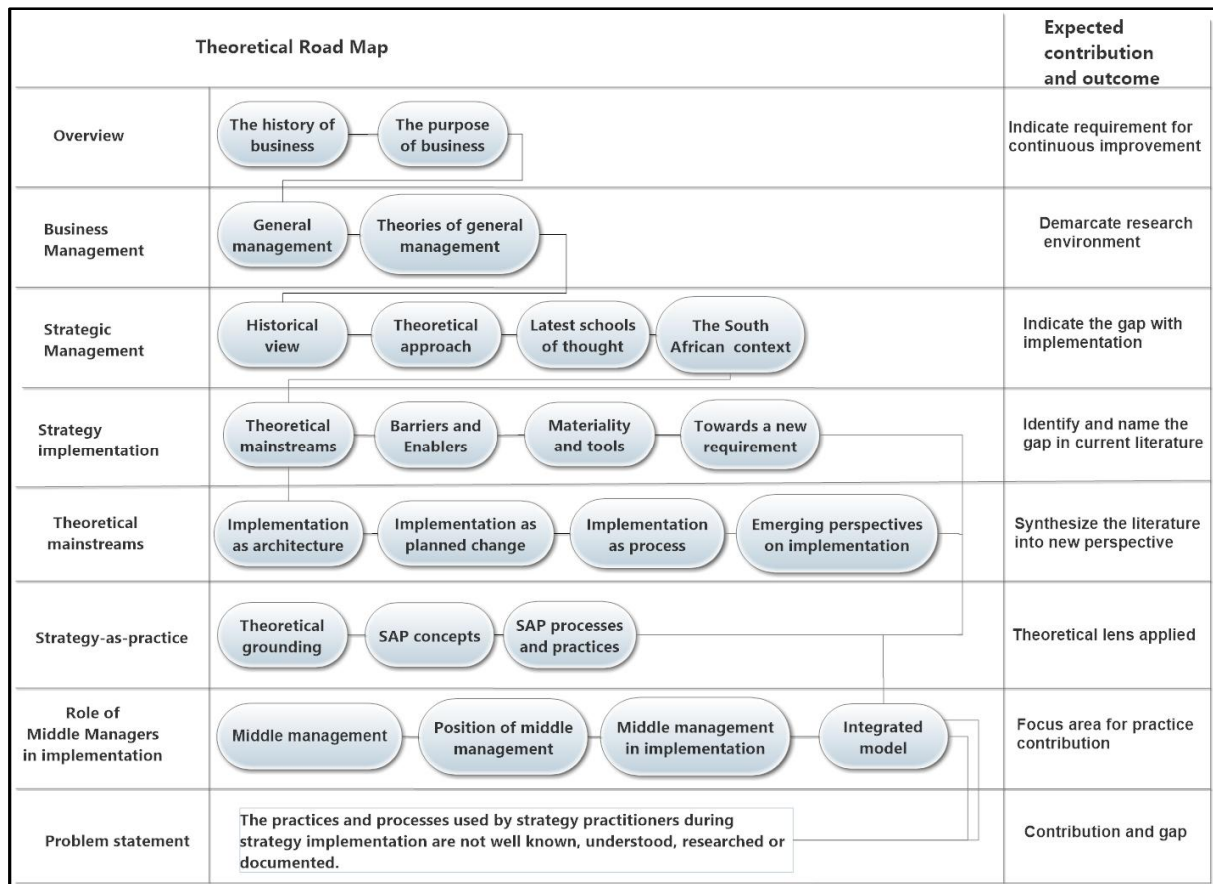 Theoretical Road Map
Expected
contribution
and outcome
Overview
The history of
business
The purpose
of business
Indicate requirement for
continuous improvement
Business
Management
General
management
Theories of general
management
Demarcate research
environment
Strategic
Management
Historical
view
Theoretical
approach
Latest schools
of thought
The South
African context
Indicate the gap with
implementation
Strategy
implementation
Theoretical
mainstreams
Barriers and
Enablers
Materiality
and tools
Towards a new
requirement
Identify and name the
gap in current literature
Theoretical
mainstreams
Implementation
as architecture
Implementation as
planned change
Implementation
as process
Emerging perspectives
on implementation
Synthesize the literature
into new perspective
Strategy-as-practice
Theoretical
grounding
SAP concepts
SAP processes
and practices
Theoretical lens applied
Role of
Middle Managers
in implementation
Middle management
Position of middle
management
Middle management
in implementation
Integrated
model
Focus area for practice
contribution
Problem statement
The practices and processes used by strategy practitioners during
strategy implementation are not well known, understood, researched or
documented.
Contribution and gap